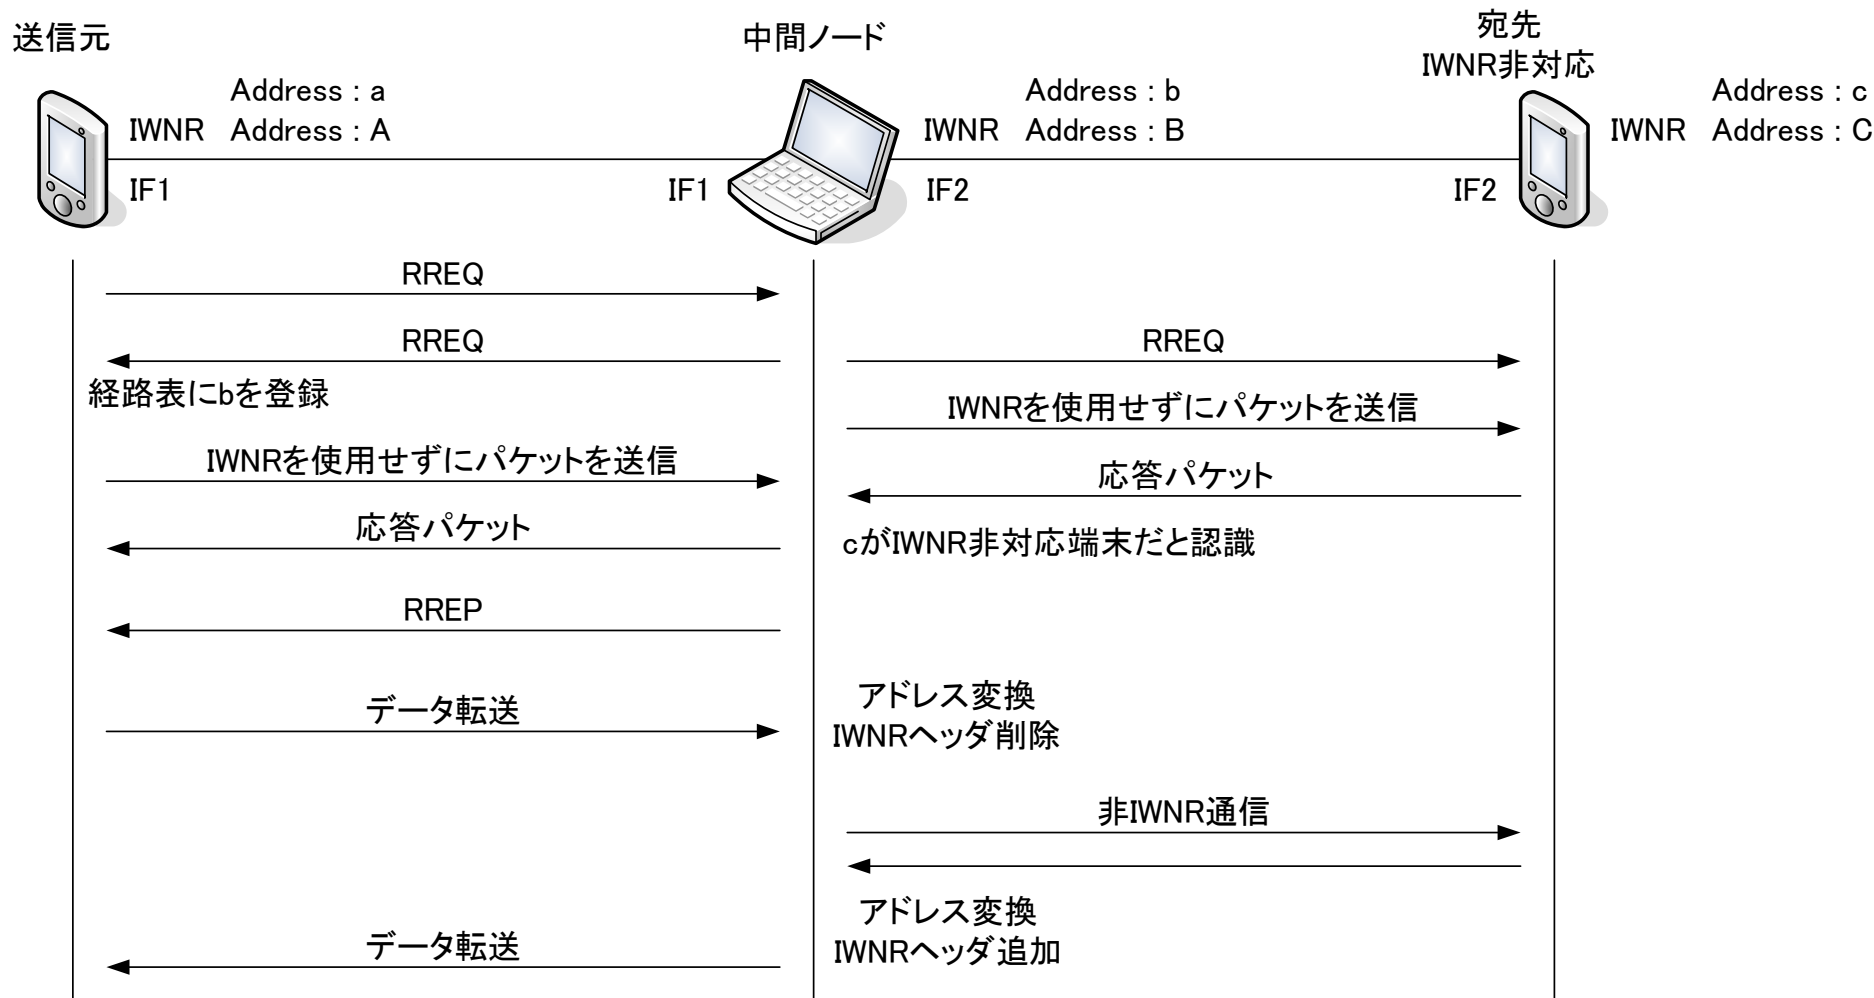 送信元
中間ノード
宛先
IWNR非対応
Address : a
IWNR Address : A
Address : b
IWNR Address : B
Address : c
IWNR Address : C
IF1
IF1
IF2
IF2
RREQ
RREQ
RREQ
経路表にbを登録
IWNRを使用せずにパケットを送信
IWNRを使用せずにパケットを送信
応答パケット
応答パケット
cがIWNR非対応端末だと認識
RREP
データ転送
アドレス変換
IWNRヘッダ削除
非IWNR通信
アドレス変換
IWNRヘッダ追加
データ転送